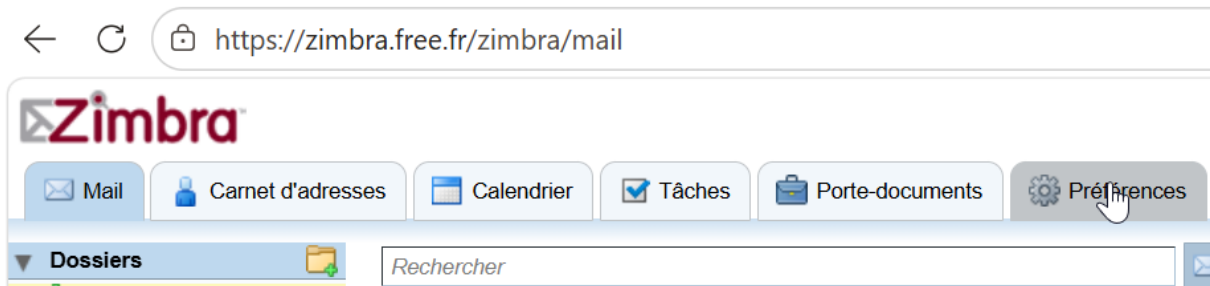 https://zimbra.free.fr/zimbra/mail
Zimbra
Mail Carnet d'adresses Calendrier Tâches Porte-documents Préférences
Dossiers Rechercher